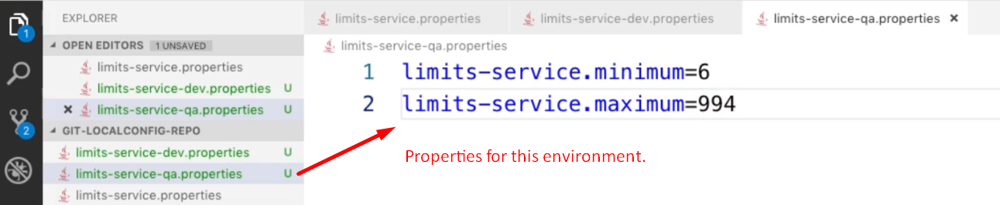 EXPLORER
OPEN EDITORS 1 UNSAVED
limits-service.properties
limits-service-dev.properties U
limits-service-qa.properties U
GIT-LOCALCONFIG-REPO
limits-service-dev.properties U
limits-service-qa.properties U
limits-service.properties
1
2
limits-service.properties limits-service-dev.properties limits-service-qa.properties
limits-service-qa.properties
1 limits-service.minimum=6
2 limits-service.maximum=994
Properties for this environment.